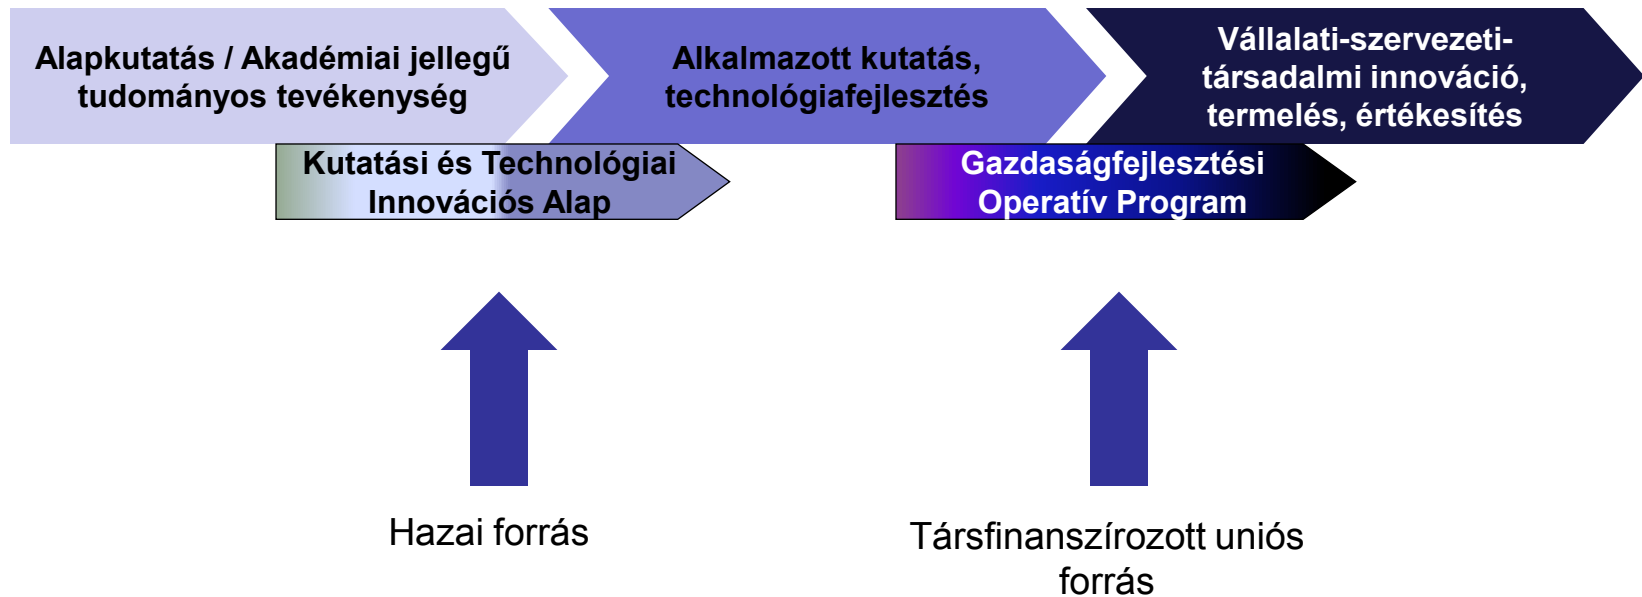 Alapkutatás / Akadémiai jellegű
tudományos tevékenység
Alkalmazott kutatás,
technológiafejlesztés
Vállalati-szervezeti-
társadalmi innováció,
termelés, értékesítés
Kutatási és Technológiai
Innovációs Alap
Gazdaságfejlesztési
Operatív Program
Hazai forrás
Társfinanszírozott uniós
forrás